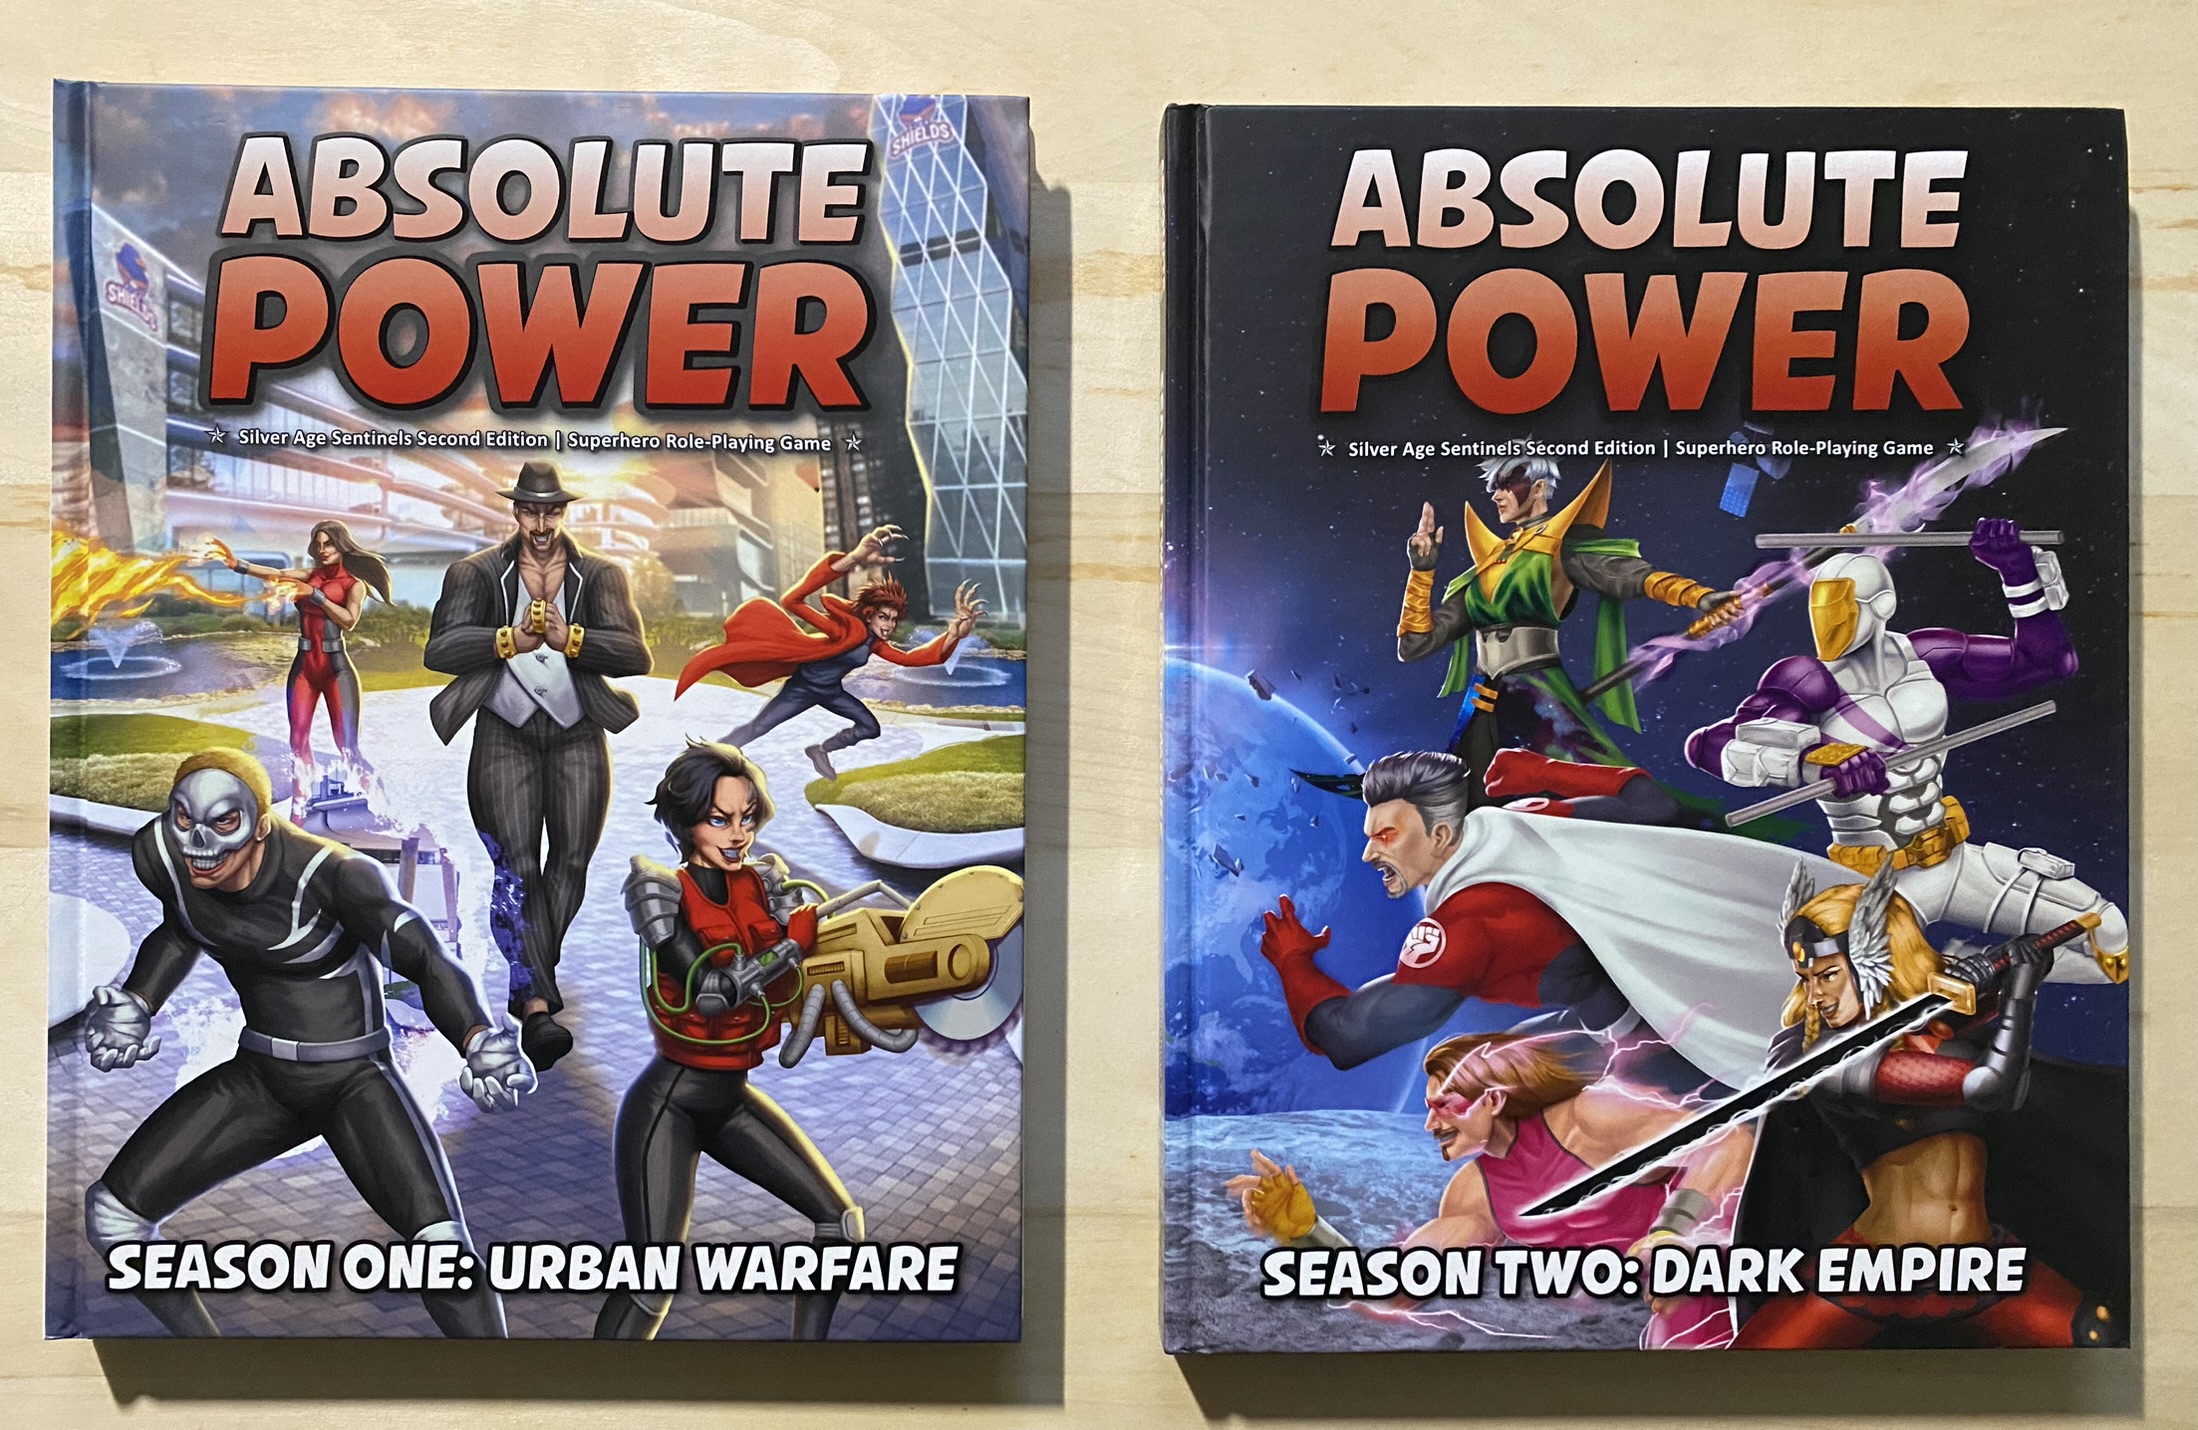 SHIELDS
SHIELDS
ABSOLUTE
POWER
Silver Age Sentinels Second Edition | Superhero Role-Playing Game
SEASON ONE: URBAN WARFARE
ABSOLUTE
POWER
Silver Age Sentinels Second Edition | Superhero Role-Playing Game
SEASON TWO: DARK EMPIRE